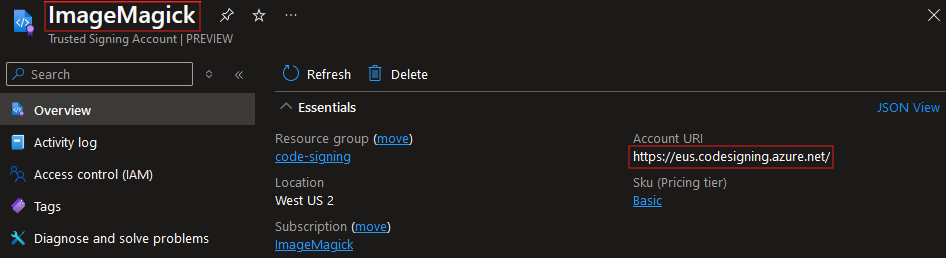 ImageMagick
Trusted Signing Account | PREVIEW
Search
Refresh
Delete
Overview
Essentials
JSON View
Activity log
Resource group (move)
code-signing
Account URI
https://eus.codesigning.azure.net/
Access control (IAM)
Location
West US 2
Sku (Pricing tier)
Basic
Tags
Subscription (move)
ImageMagick
Diagnose and solve problems